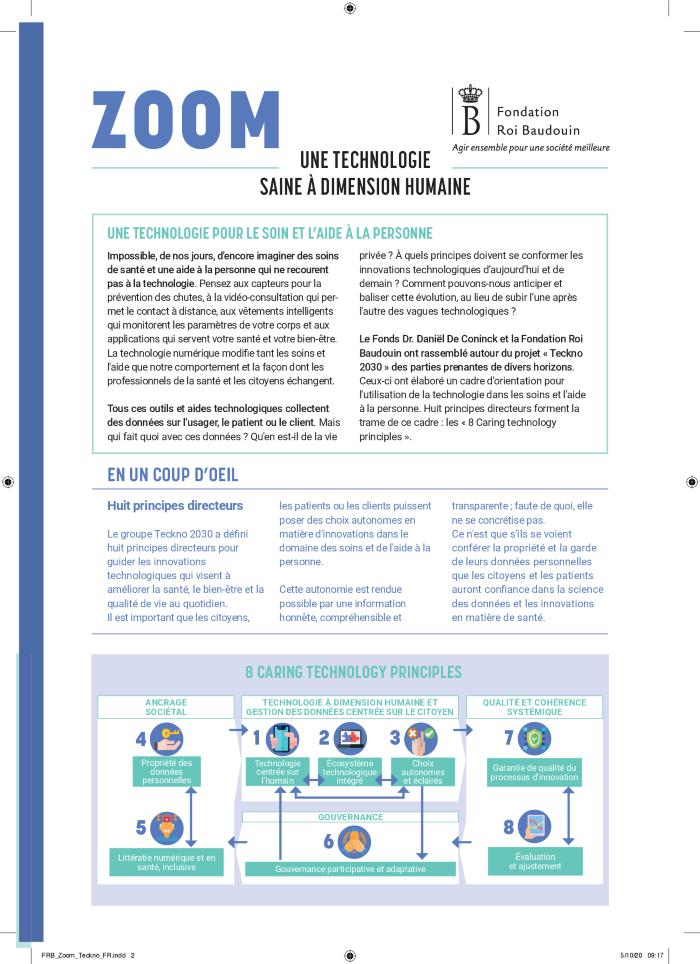 ZOOM
B
Fondation
Roi Baudouin
Agir ensemble pour une société meilleure
UNE TECHNOLOGIE
SAINE À DIMENSION HUMAINE
UNE TECHNOLOGIE POUR LE SOIN ET L'AIDE À LA PERSONNE
Impossible, de nos jours, d'encore imaginer des soins
de santé et une aide à la personne qui ne recourent
pas à la technologie. Pensez aux capteurs pour la
prévention des chutes, à la vidéo-consultation qui per-
met le contact à distance, aux vêtements intelligents
qui monitorent les paramètres de votre corps et aux
applications qui servent votre santé et votre bien-être.
La technologie numérique modifie tant les soins et
l'aide que notre comportement et la façon dont les
professionnels de la santé et les citoyens échangent.
Tous ces outils et aides technologiques collectent
des données sur l'usager, le patient ou le client. Mais
qui fait quoi avec ces données ? Qu'en est-il de la vie
privée ? À quels principes doivent se conformer les
innovations technologiques d'aujourd'hui et de
demain ? Comment pouvons-nous anticiper et
baliser cette évolution, au lieu de subir l'une après
l'autre des vagues technologiques ?
Le Fonds Dr. Daniël De Coninck et la Fondation Roi
Baudouin ont rassemblé autour du projet « Teckno
2030 » des parties prenantes de divers horizons.
Ceux-ci ont élaboré un cadre d'orientation pour
l'utilisation de la technologie dans les soins et l'aide
à la personne. Huit principes directeurs forment la
trame de ce cadre : les « 8 Caring technology
principles ».
EN UN COUP D'OEIL
Huit principes directeurs
Le groupe Teckno 2030 a défini
huit principes directeurs pour
guider les innovations
technologiques qui visent à
améliorer la santé, le bien-être et la
qualité de vie au quotidien.
Il est important que les citoyens,
les patients ou les clients puissent
poser des choix autonomes en
matière d'innovations dans le
domaine des soins et de l'aide à la
personne.
Cette autonomie est rendue
possible par une information
honnête, compréhensible et
transparente ; faute de quoi, elle
ne se concrétise pas.
Ce n'est que s'ils se voient
conférer la propriété et la garde
de leurs données personnelles
que les citoyens et les patients
auront confiance dans la science
des données et les innovations
en matière de santé.
8 CARING TECHNOLOGY PRINCIPLES
ANCRAGE
SOCIÉTAL
4
Propriété des
données
personnelles
5
Littératie numérique et en
santé, inclusive
TECHNOLOGIE À DIMENSION HUMAINE ET
GESTION DES DONNÉES CENTRÉE SUR LE CITOYEN
1
Technologie
centrée sur
l'humain
2
Écosystème
technologique
intégré
3
Choix
autonomes
et éclairés
GOUVERNANCE
6
Gouvernance participative et adaptative
QUALITÉ ET COHÉRENCE
SYSTÉMIQUE
7
Garantie de qualité du
processus d'innovation
8
Évaluation
et ajustement
FRB_Zoom_Teckno_FR.indd 2
5/10/20 09:17